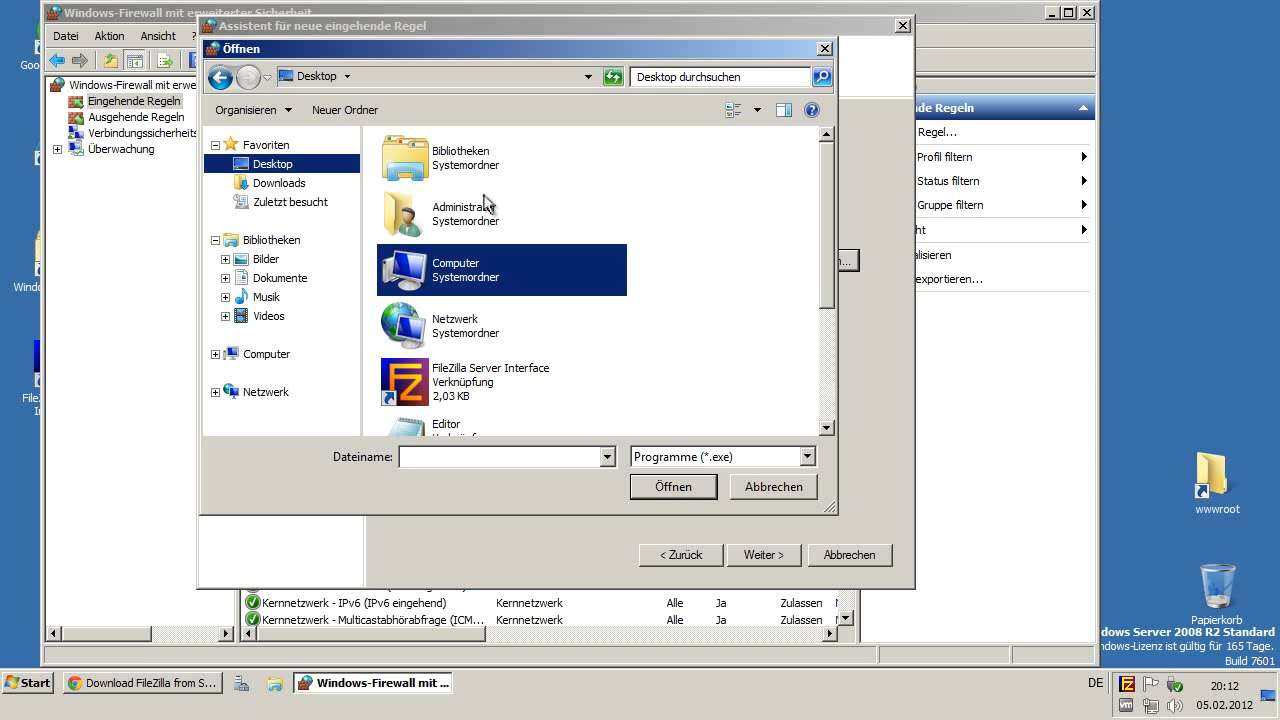 Windows-Firewall mit erweiterter Sicherheit
Assistent für neue eingehende Regel
Datei Aktion Ansicht ?
Öffnen
Desktop
Desktop durchsuchen
Organisieren Neuer Ordner
Windows-Firewall mit erwe
Eingehende Regeln
Ausgehende Regeln
Verbindungssicherheits
Überwachung
Favoriten
Desktop
Downloads
Zuletzt besucht
Bibliotheken
Bilder
Dokumente
Musik
Videos
Computer
Netzwerk
Bibliotheken
Systemordner
Administrator
Systemordner
Computer
Systemordner
Netzwerk
Systemordner
FileZilla Server Interface
Verknüpfung
2,03 KB
Editor
Dateiname:
Programme (*.exe)
Öffnen Abbrechen
< Zurück Weiter > Abbrechen
nde Regeln
Regel...
Profil filtern
Status filtern
Gruppe filtern
ht
alisieren
exportieren...
n...
Kernnetzwerk - IPv6 (IPv6 eingehend) Kernnetzwerk Alle Ja Zulassen
Kernnetzwerk - Multicastabhörabfrage (ICM... Kernnetzwerk Alle Ja Zulassen
Goo
Wind
File
In
wwwroot
Papierkorb
dows Server 2008 R2 Standard
ndows-Lizenz ist gültig für 165 Tage.
Build 7601
Start
Download FileZilla from S...
Windows-Firewall mit ...
DE
20:12
05.02.2012